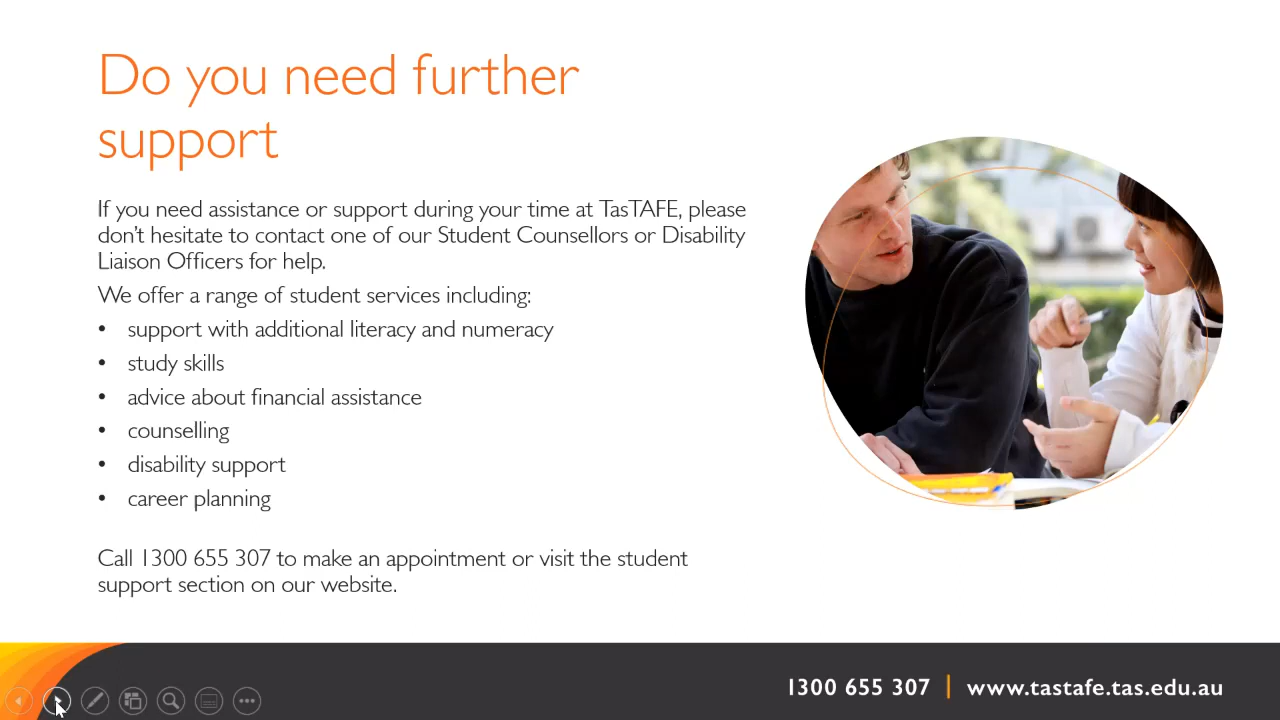 Do you need further
support
If you need assistance or support during your time at TasTAFE, please
don't hesitate to contact one of our Student Counsellors or Disability
Liaison Officers for help.
We offer a range of student services including:
• support with additional literacy and numeracy
• study skills
• advice about financial assistance
• counselling
• disability support
• career planning
Call 1300 655 307 to make an appointment or visit the student
support section on our website.
1300 655 307 | www.tastafe.tas.edu.au